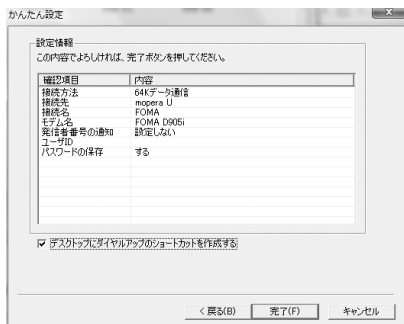 かんたん設定
設定情報
この内容でよろしければ、完了ボタンを押してください。
確認項目 内容
接続方法 64Kデータ通信
接続先 mopera U
接続名 FOMA
モデム名 FOMA D905i
発信者番号の通知 設定しない
ユーザID
パスワードの保存 する
デスクトップにダイヤルアップのショートカットを作成する
< 戻る(B) 完了(F) キャンセル